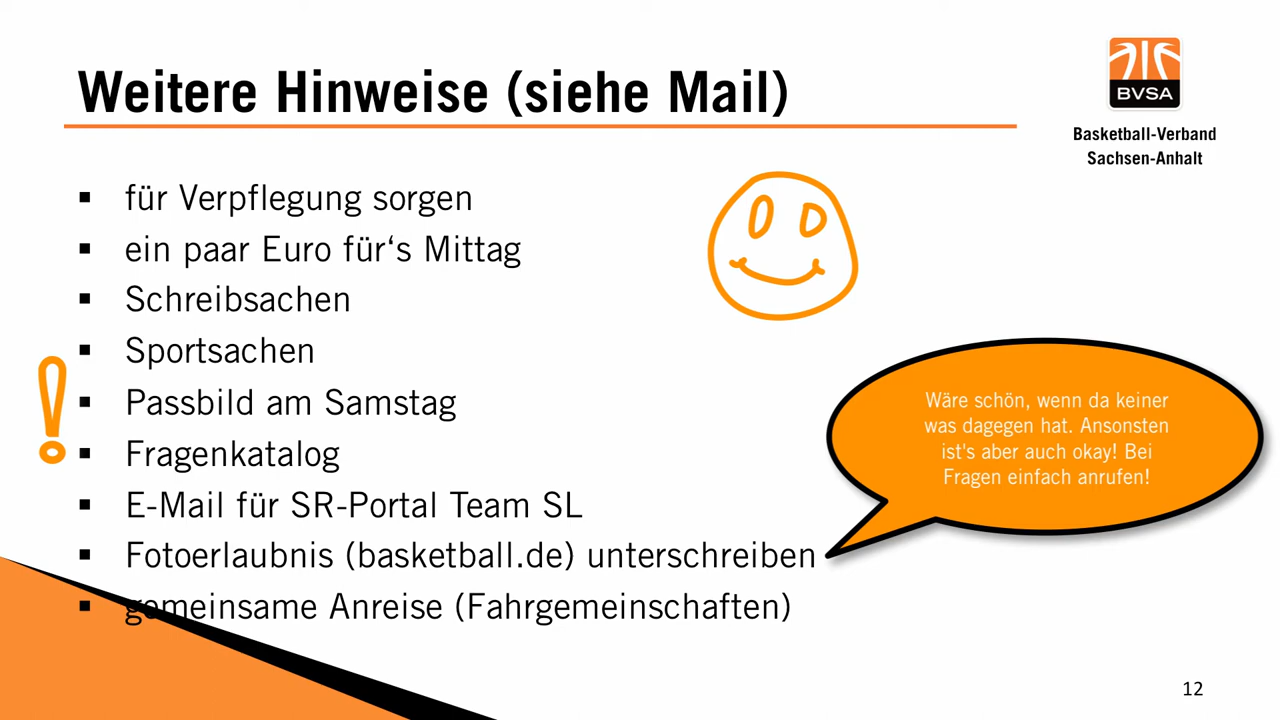 Weitere Hinweise (siehe Mail)
BVSA
Basketball-Verband
Sachsen-Anhalt
für Verpflegung sorgen
ein paar Euro für‘s Mittag
Schreibsachen
Sportsachen
!
Passbild am Samstag
Fragenkatalog
E-Mail für SR-Portal Team SL
Fotoerlaubnis (basketball.de) unterschreiben
gemeinsame Anreise (Fahrgemeinschaften)
Wäre schön, wenn da keiner
was dagegen hat. Ansonsten
ist's aber auch okay! Bei
Fragen einfach anrufen!
12